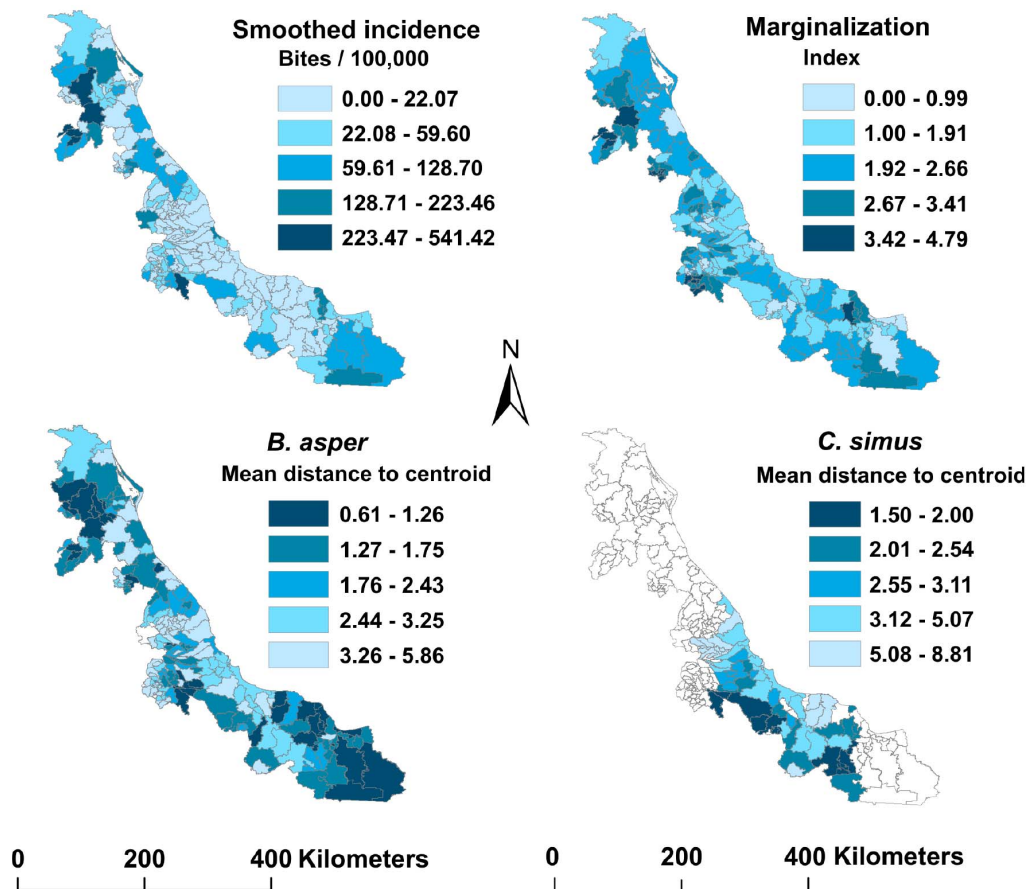 Smoothed incidence
Bites / 100,000
0.00 - 22.07
22.08 - 59.60
59.61 - 128.70
128.71 - 223.46
223.47 - 541.42
Marginalization
Index
0.00 - 0.99
1.00 - 1.91
1.92 - 2.66
2.67 - 3.41
3.42 - 4.79
N
B. asper
Mean distance to centroid
0.61 - 1.26
1.27 - 1.75
1.76 - 2.43
2.44 - 3.25
3.26 - 5.86
C. simus
Mean distance to centroid
1.50 - 2.00
2.01 - 2.54
2.55 - 3.11
3.12 - 5.07
5.08 - 8.81
0 200 400 Kilometers
0 200 400 Kilometers